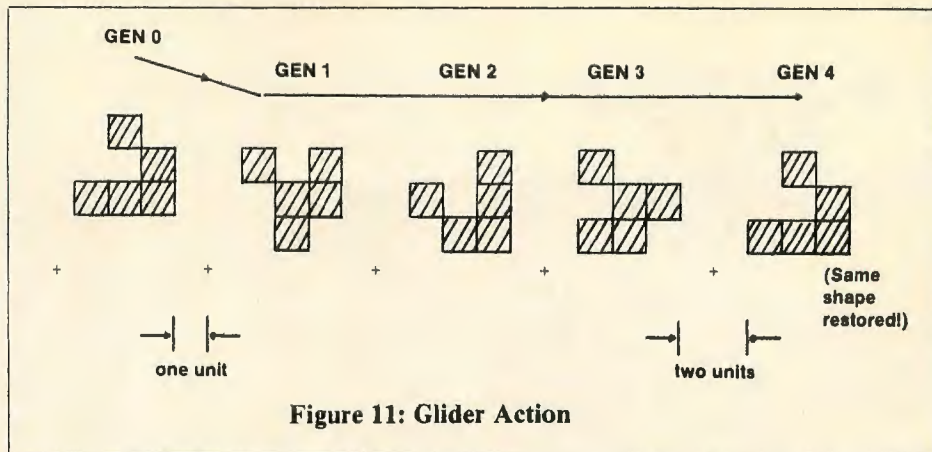 GEN 0
GEN 1
GEN 2
GEN 3
GEN 4
(Same
shape
restored!)
one unit
two units
Figure 11: Glider Action